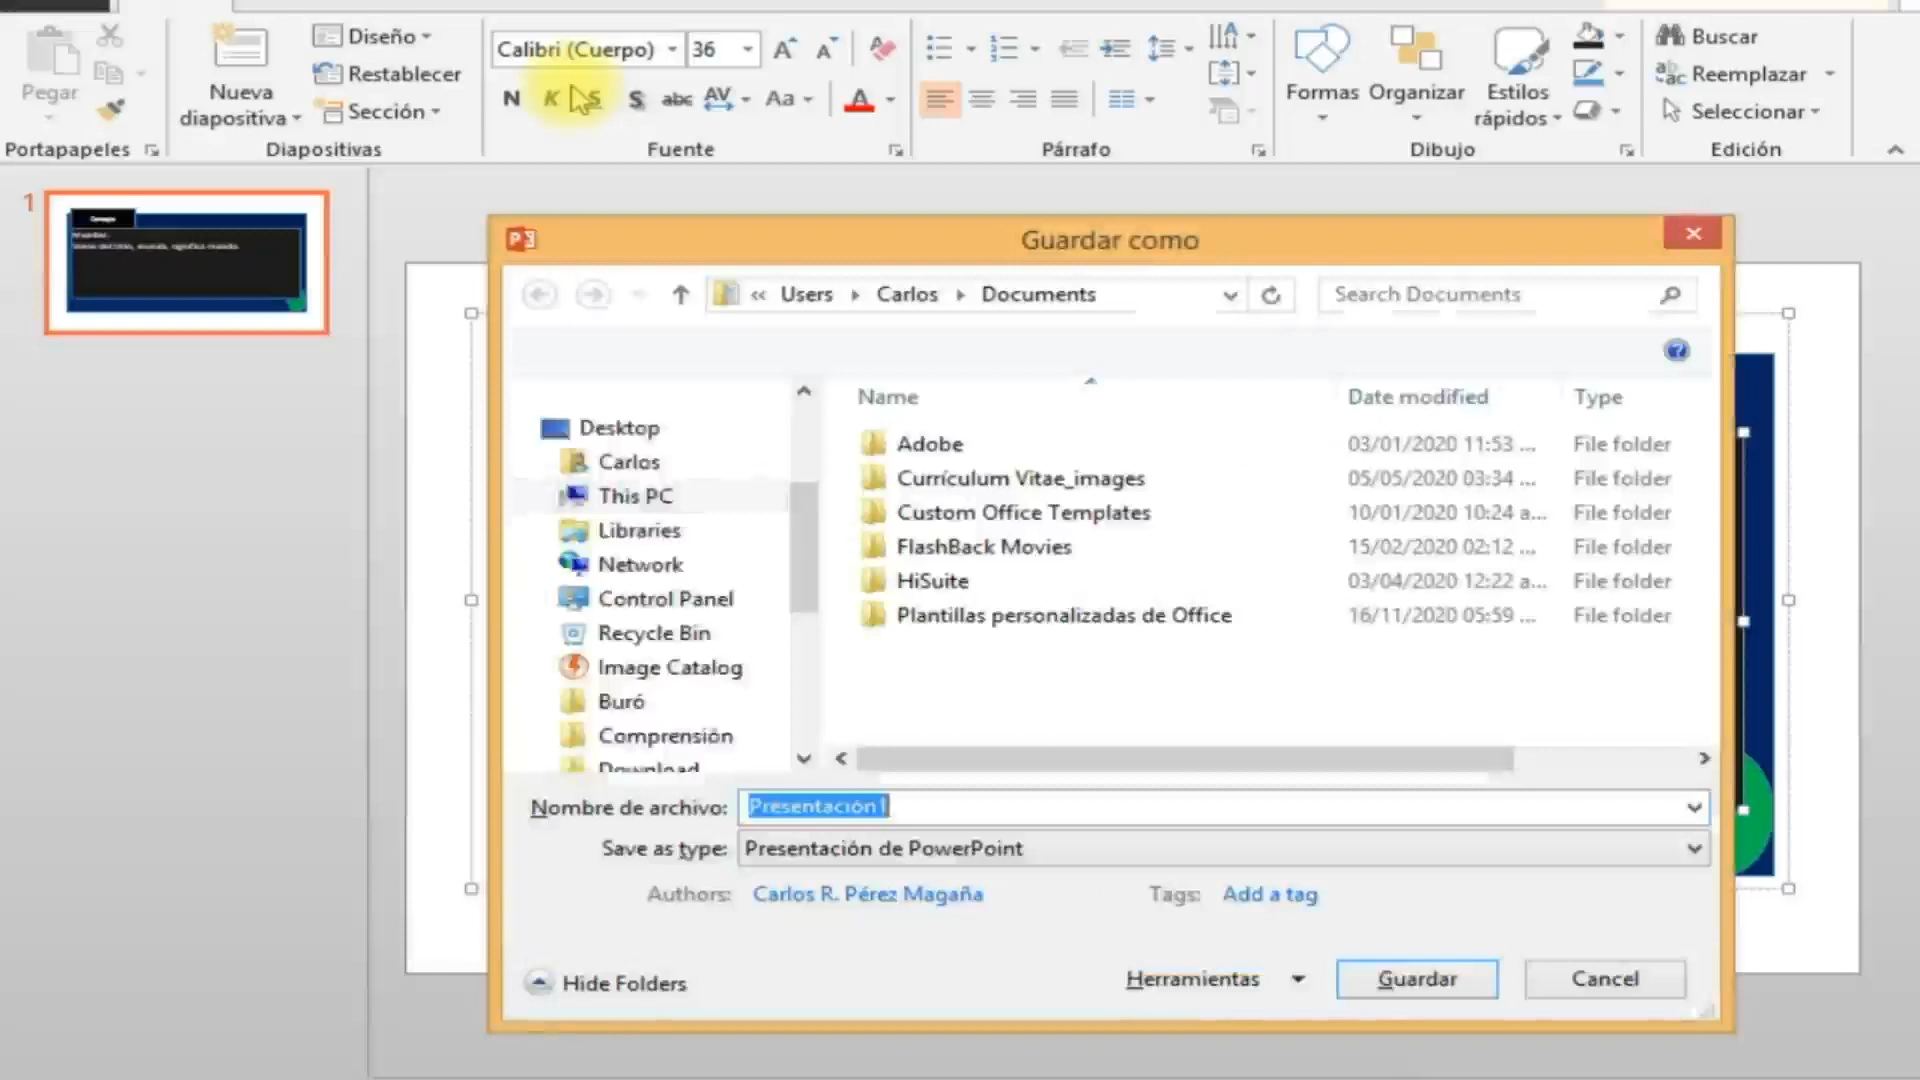 Pegar
Portapapeles
Nueva
diapositiva
Diseño
Restablecer
Sección
Diapositivas
Calibri (Cuerpo)
36
A
A
N
K
S
S
abc
AV
Aa
A
Fuente
Párrafo
Formas
Organizar
Estilos
rápidos
Dibujo
Buscar
Reemplazar
Seleccionar
Edición
1
Guardar como
Users
Carlos
Documents
Search Documents
Desktop
Carlos
This PC
Libraries
Network
Control Panel
Recycle Bin
Image Catalog
Buró
Comprensión
Download
Name Date modified Type
Adobe 03/01/2020 11:53 ... File folder
Currículum Vitae_images 05/05/2020 03:34 ... File folder
Custom Office Templates 10/01/2020 10:24 a... File folder
FlashBack Movies 15/02/2020 02:12 ... File folder
HiSuite 03/04/2020 12:22 a... File folder
Plantillas personalizadas de Office 16/11/2020 05:59 ... File folder
Nombre de archivo: Presentación1
Save as type: Presentación de PowerPoint
Authors: Carlos R. Pérez Magaña Tags: Add a tag
Hide Folders
Herramientas
Guardar
Cancel